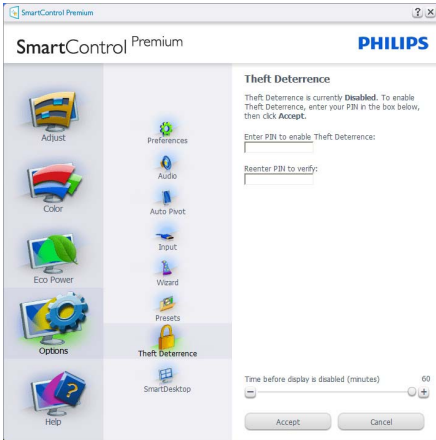 SmartControl Premium
SmartControl Premium
PHILIPS
Adjust
Color
Eco Power
Options
Help
Preferences
Audio
Auto Pivot
Input
Wizard
Presets
Theft Deterrence
SmartDesktop
Theft Deterrence
Theft Deterrence is currently Disabled. To enable
Theft Deterrence, enter your PIN in the box below,
then click Accept.
Enter PIN to enable Theft Deterrence:
Reenter PIN to verify:
Time before display is disabled (minutes) 60
Accept Cancel